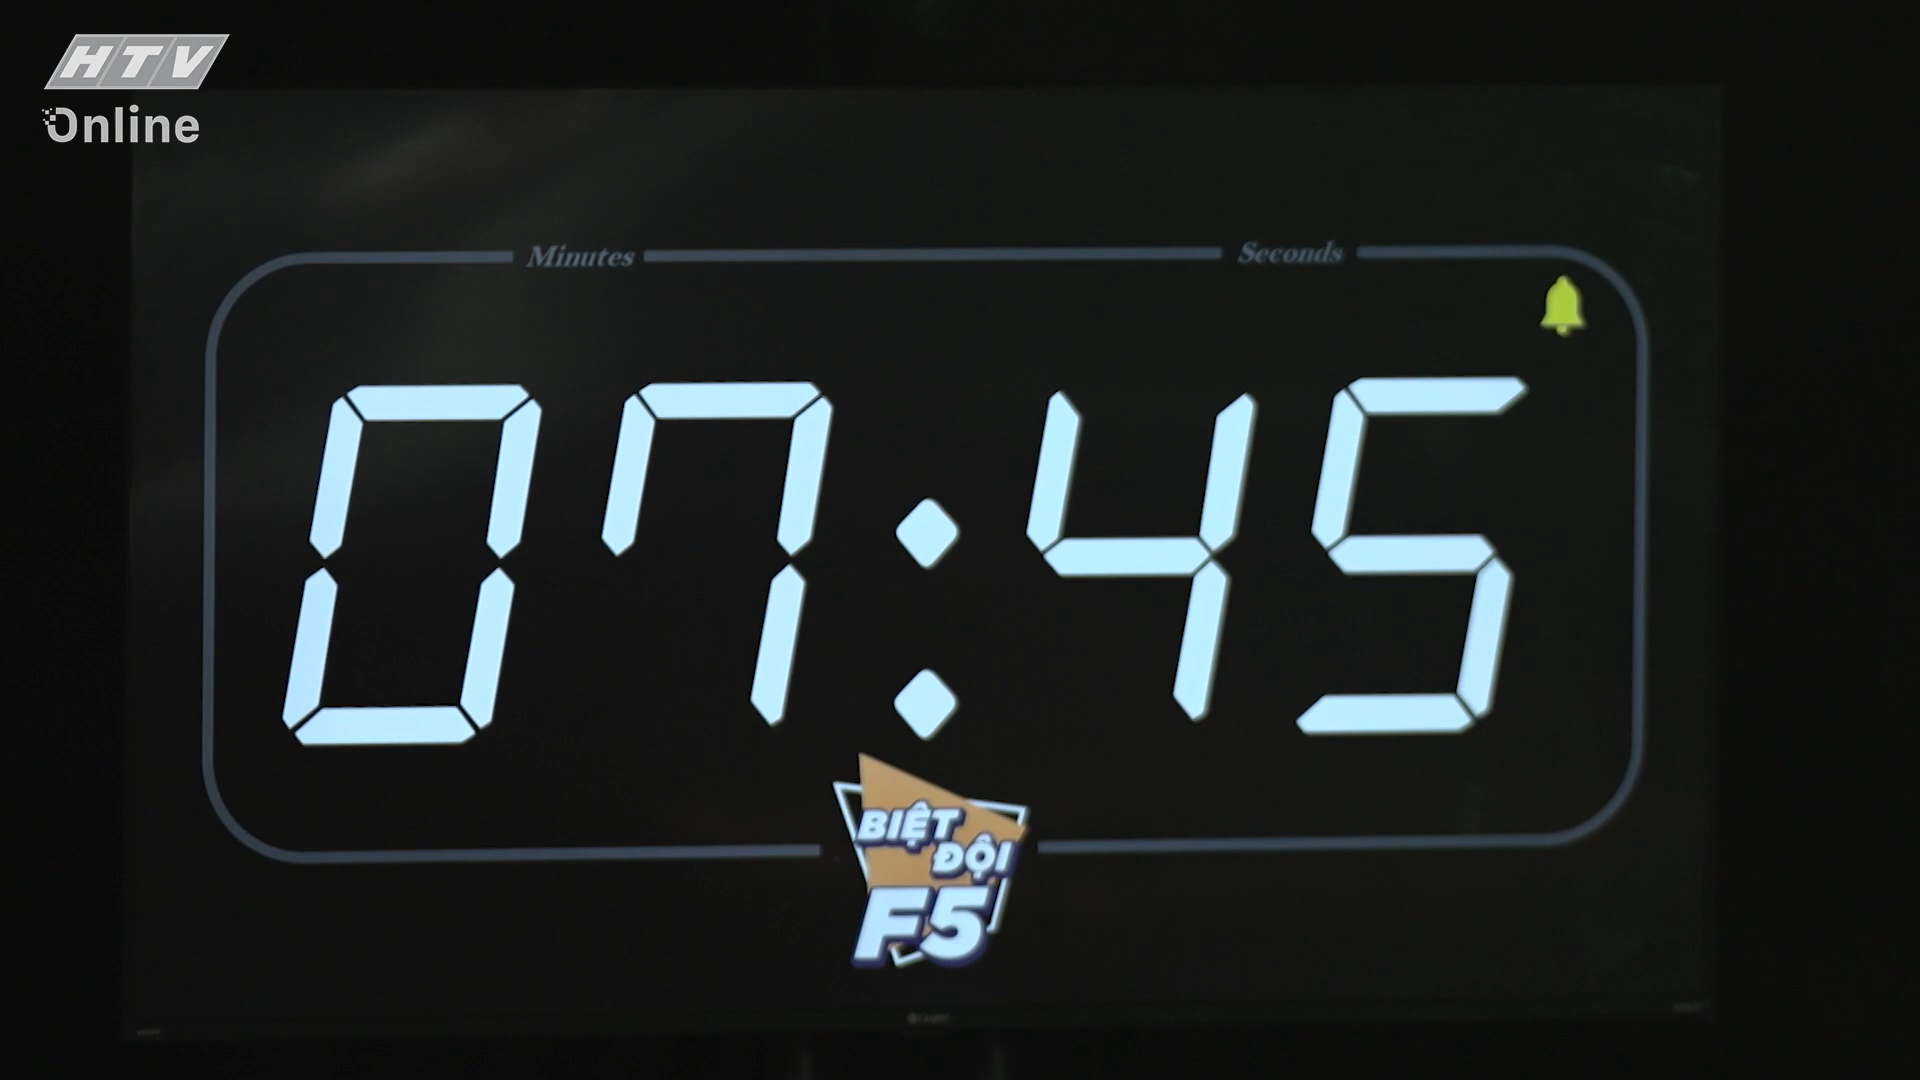 HTV
Online
Minutes
Seconds
07:45
BIỆT
ĐỘI
F5